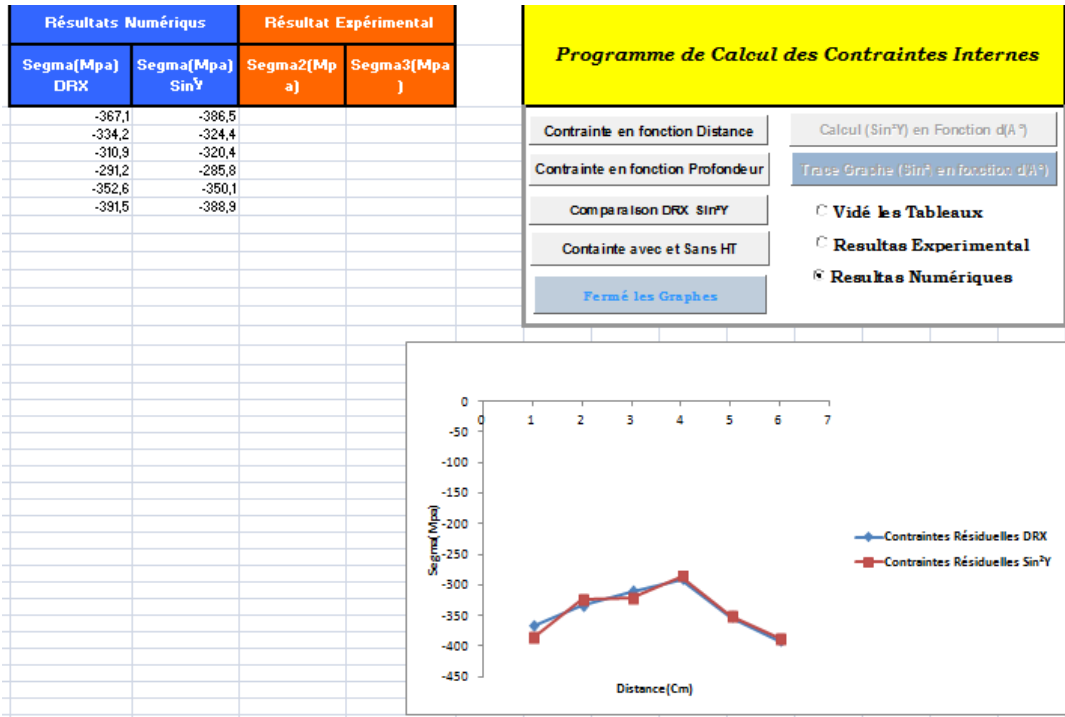 Résultats Numériqus
Résultat Expérimental
Segma(Mpa) DRX
Segma(Mpa) Sin²Y
Segma2(Mpa)
Segma3(Mpa)
-367,1 -386,5
-334,2 -324,4
-310,9 -320,4
-291,2 -285,8
-352,6 -350,1
-391,5 -388,9
Programme de Calcul des Contraintes Internes
Contrainte en fonction Distance
Calcul (Sin²Y) en Fonction d(A°)
Contrainte en fonction Profondeur
Trace Graphe (Sin²) en fonction d(A°)
Comparaison DRX Sin²Y
Vidé les Tableaux
Containte avec et Sans HT
Resultas Experimental
Fermé les Graphes
Resultas Numériques
0
0 1 2 3 4 5 6 7
-50
-100
-150
-200
-250
-300
-350
-400
-450
Segma(Mpa)
Distance(Cm)
Contraintes Résiduelles DRX
Contraintes Résiduelles Sin²Y